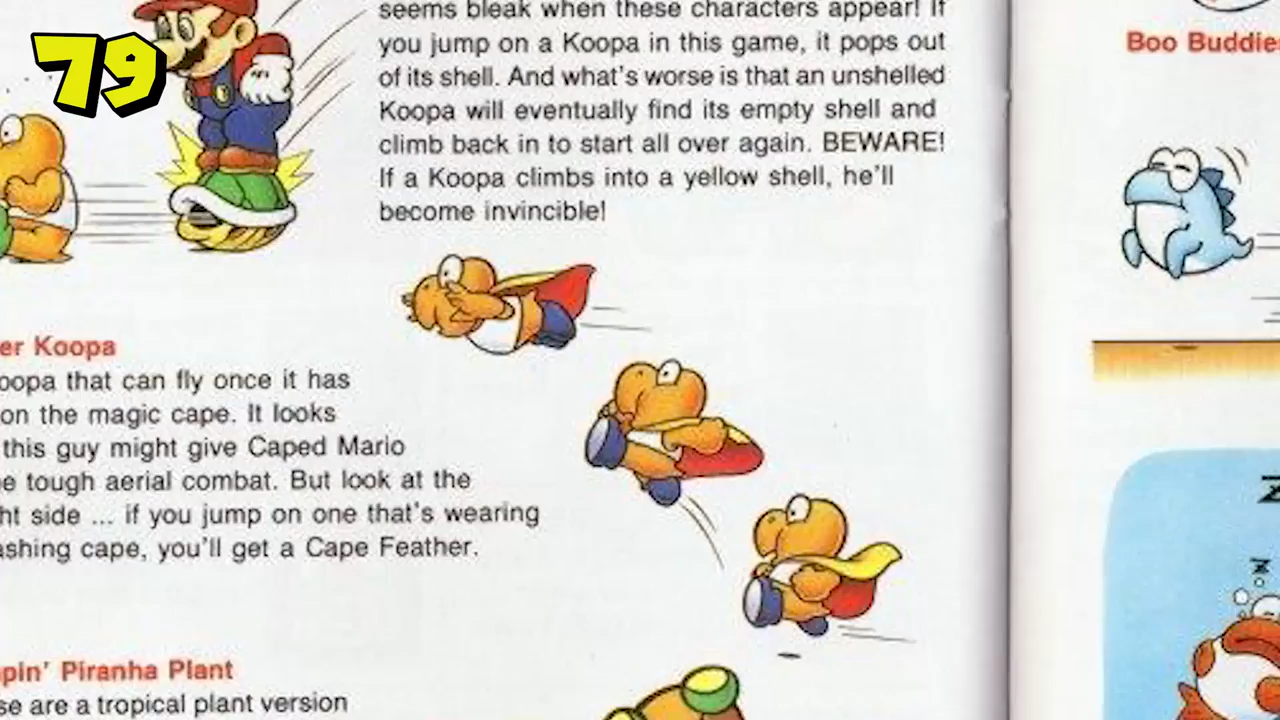 79
seems bleak when these characters appear! If
you jump on a Koopa in this game, it pops out
of its shell. And what's worse is that an unshelled
Koopa will eventually find its empty shell and
climb back in to start all over again. BEWARE!
If a Koopa climbs into a yellow shell, he'll
become invincible!
er Koopa
oopa that can fly once it has
on the magic cape. It looks
this guy might give Caped Mario
e tough aerial combat. But look at the
ht side ... if you jump on one that's wearing
ashing cape, you'll get a Cape Feather.
pin' Piranha Plant
se are a tropical plant version
Boo Buddie
Z
Z